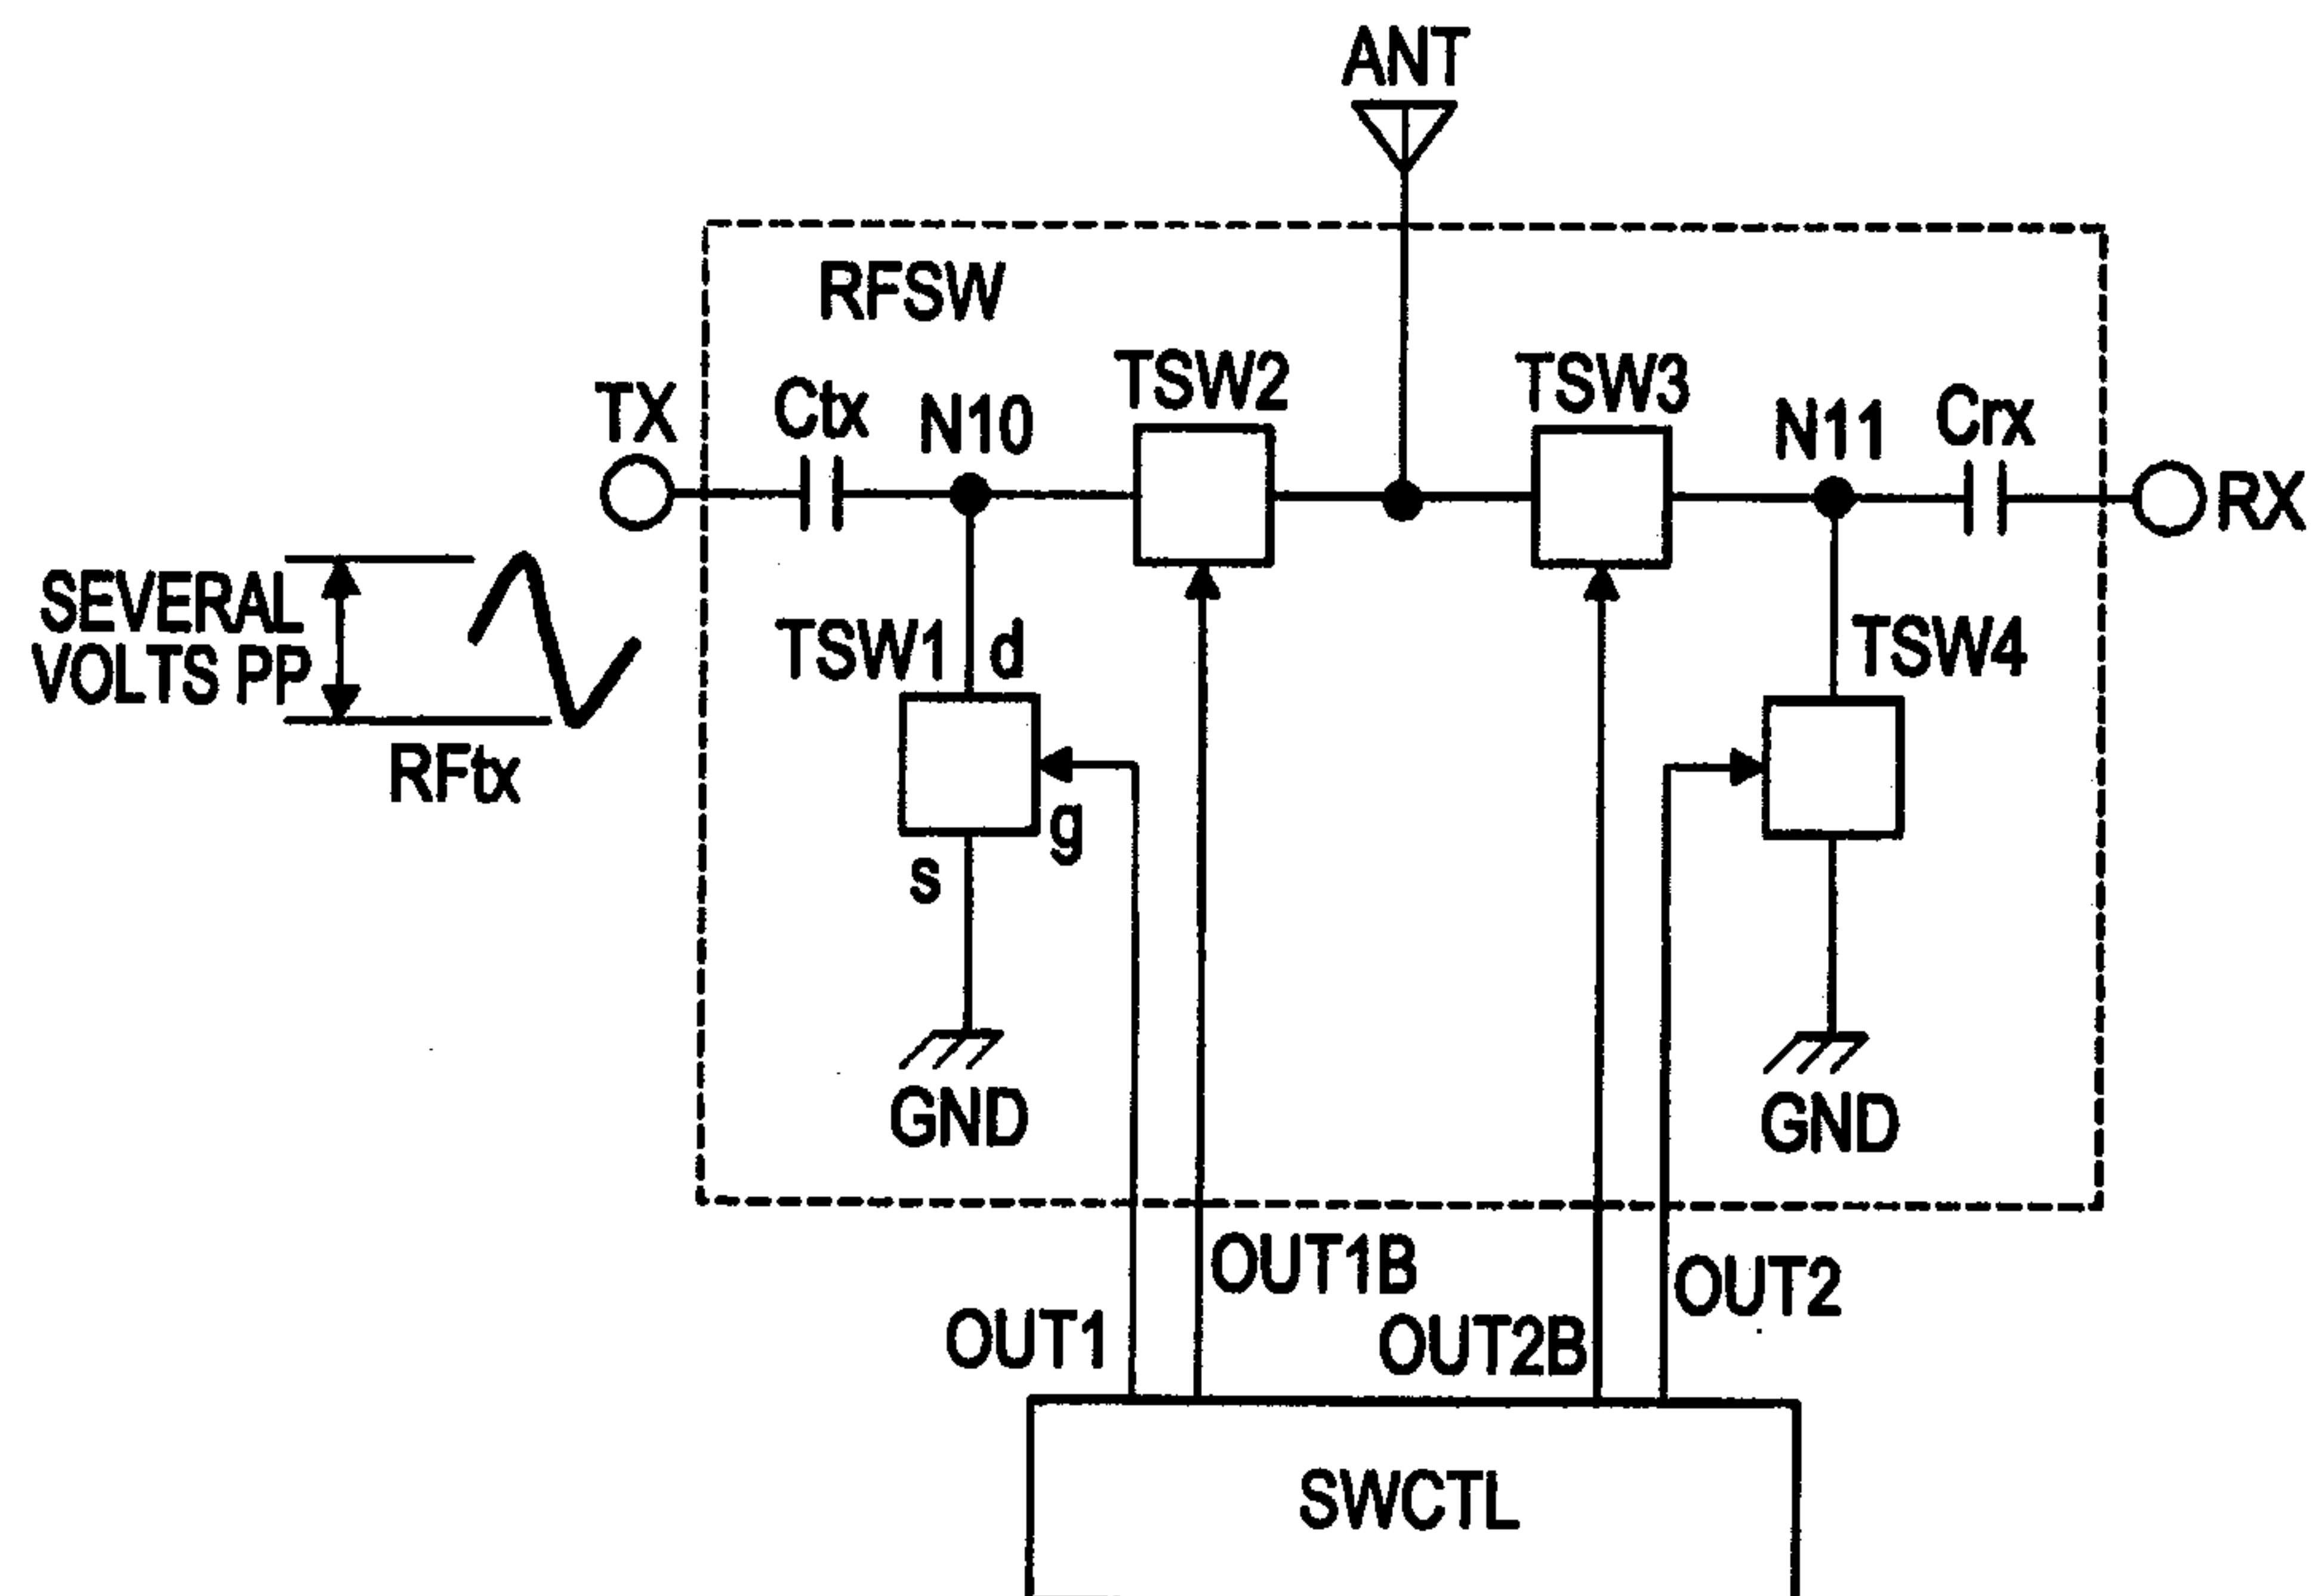 ANT
RFSW
TX
Ctx
N10
TSW2
TSW3
N11
Crx
RX
SEVERAL
VOLTS PP
RFtx
TSW1
d
g
s
GND
TSW4
GND
OUT1
OUT1B
OUT2B
OUT2
SWCTL